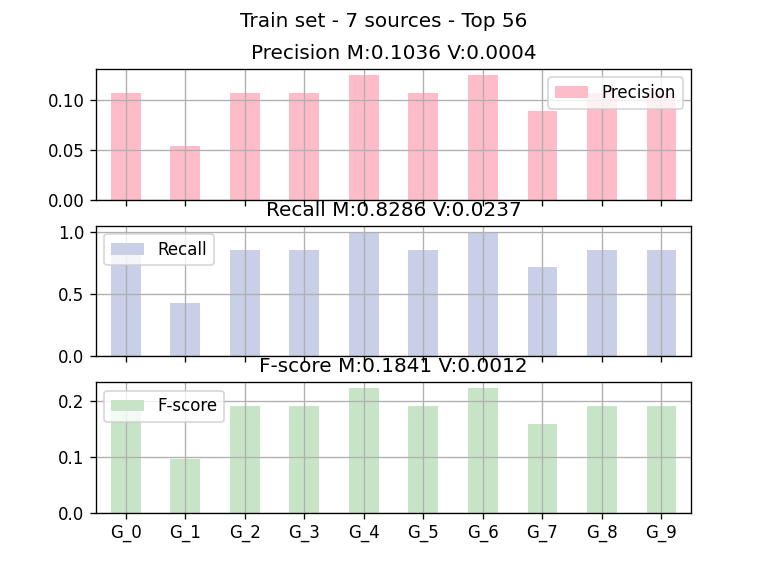 Train set - 7 sources - Top 56
Precision M:0.1036 V:0.0004
0.10
0.05
0.00
Precision
Recall M:0.8286 V:0.0237
1.0
0.5
0.0
Recall
F-score M:0.1841 V:0.0012
0.2
0.1
0.0
F-score
G_0 G_1 G_2 G_3 G_4 G_5 G_6 G_7 G_8 G_9